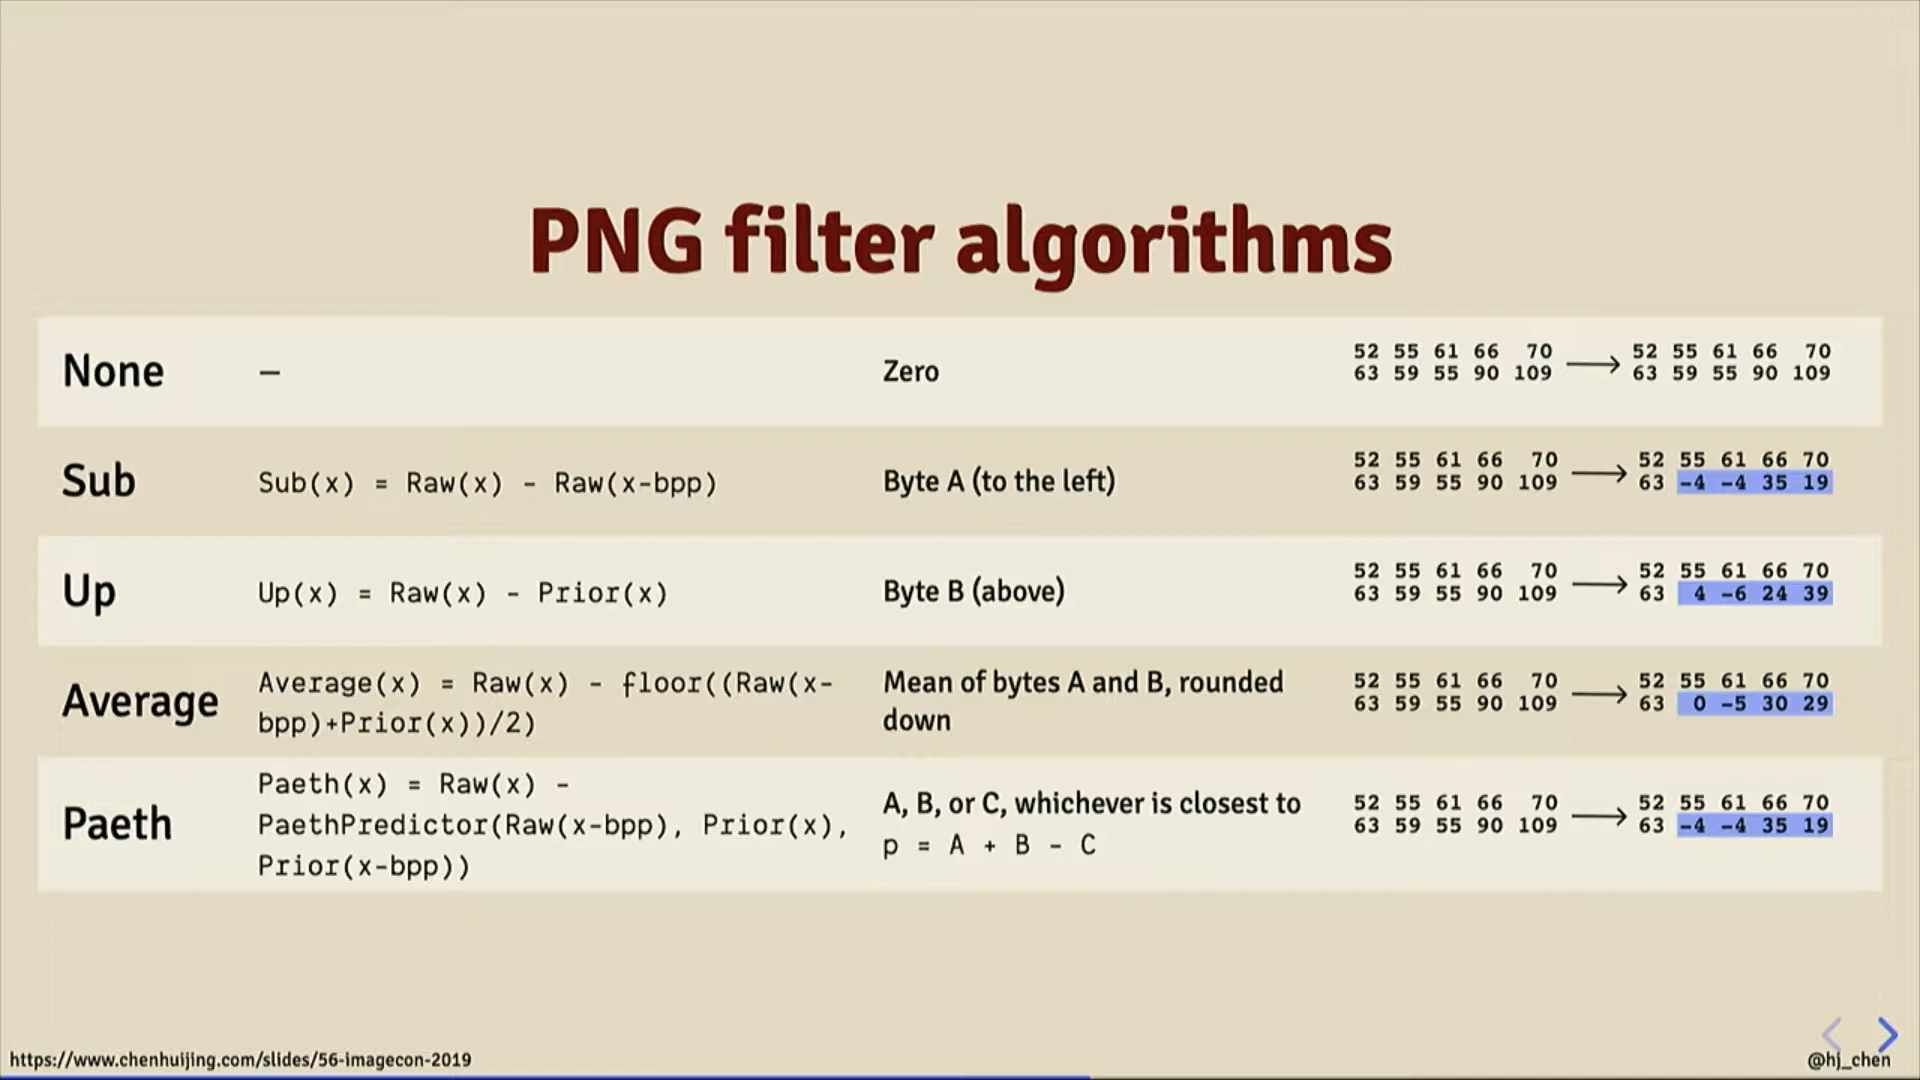 PNG filter algorithms
None
—
Zero
52 55 61 66 70 → 52 55 61 66 70
63 59 55 90 109 63 59 55 90 109
Sub
Sub(x) = Raw(x) - Raw(x-bpp)
Byte A (to the left)
52 55 61 66 70 → 52 55 61 66 70
63 59 55 90 109 63 -4 -4 35 19
Up
Up(x) = Raw(x) - Prior(x)
Byte B (above)
52 55 61 66 70 → 52 55 61 66 70
63 59 55 90 109 63 4 -6 24 39
Average
Average(x) = Raw(x) - floor((Raw(x-
bpp)+Prior(x))/2)
Mean of bytes A and B, rounded
down
52 55 61 66 70 → 52 55 61 66 70
63 59 55 90 109 63 0 -5 30 29
Paeth
Paeth(x) = Raw(x) -
PaethPredictor(Raw(x-bpp), Prior(x),
Prior(x-bpp))
A, B, or C, whichever is closest to
p = A + B - C
52 55 61 66 70 → 52 55 61 66 70
63 59 55 90 109 63 -4 -4 35 19
https://www.chenhuijing.com/slides/56-imagecon-2019
@hj_chen